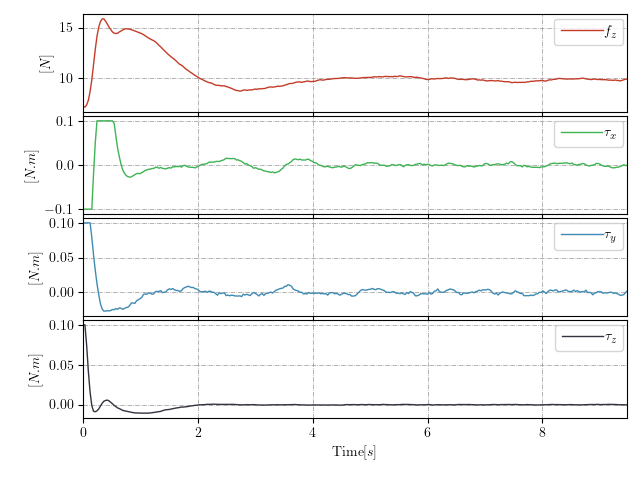 15
10
[N]
f_z
0.1
0.0
−0.1
[N.m]
τ_x
0.10
0.05
0.00
[N.m]
τ_y
0.10
0.05
0.00
[N.m]
τ_z
0 2 4 6 8
Time[s]